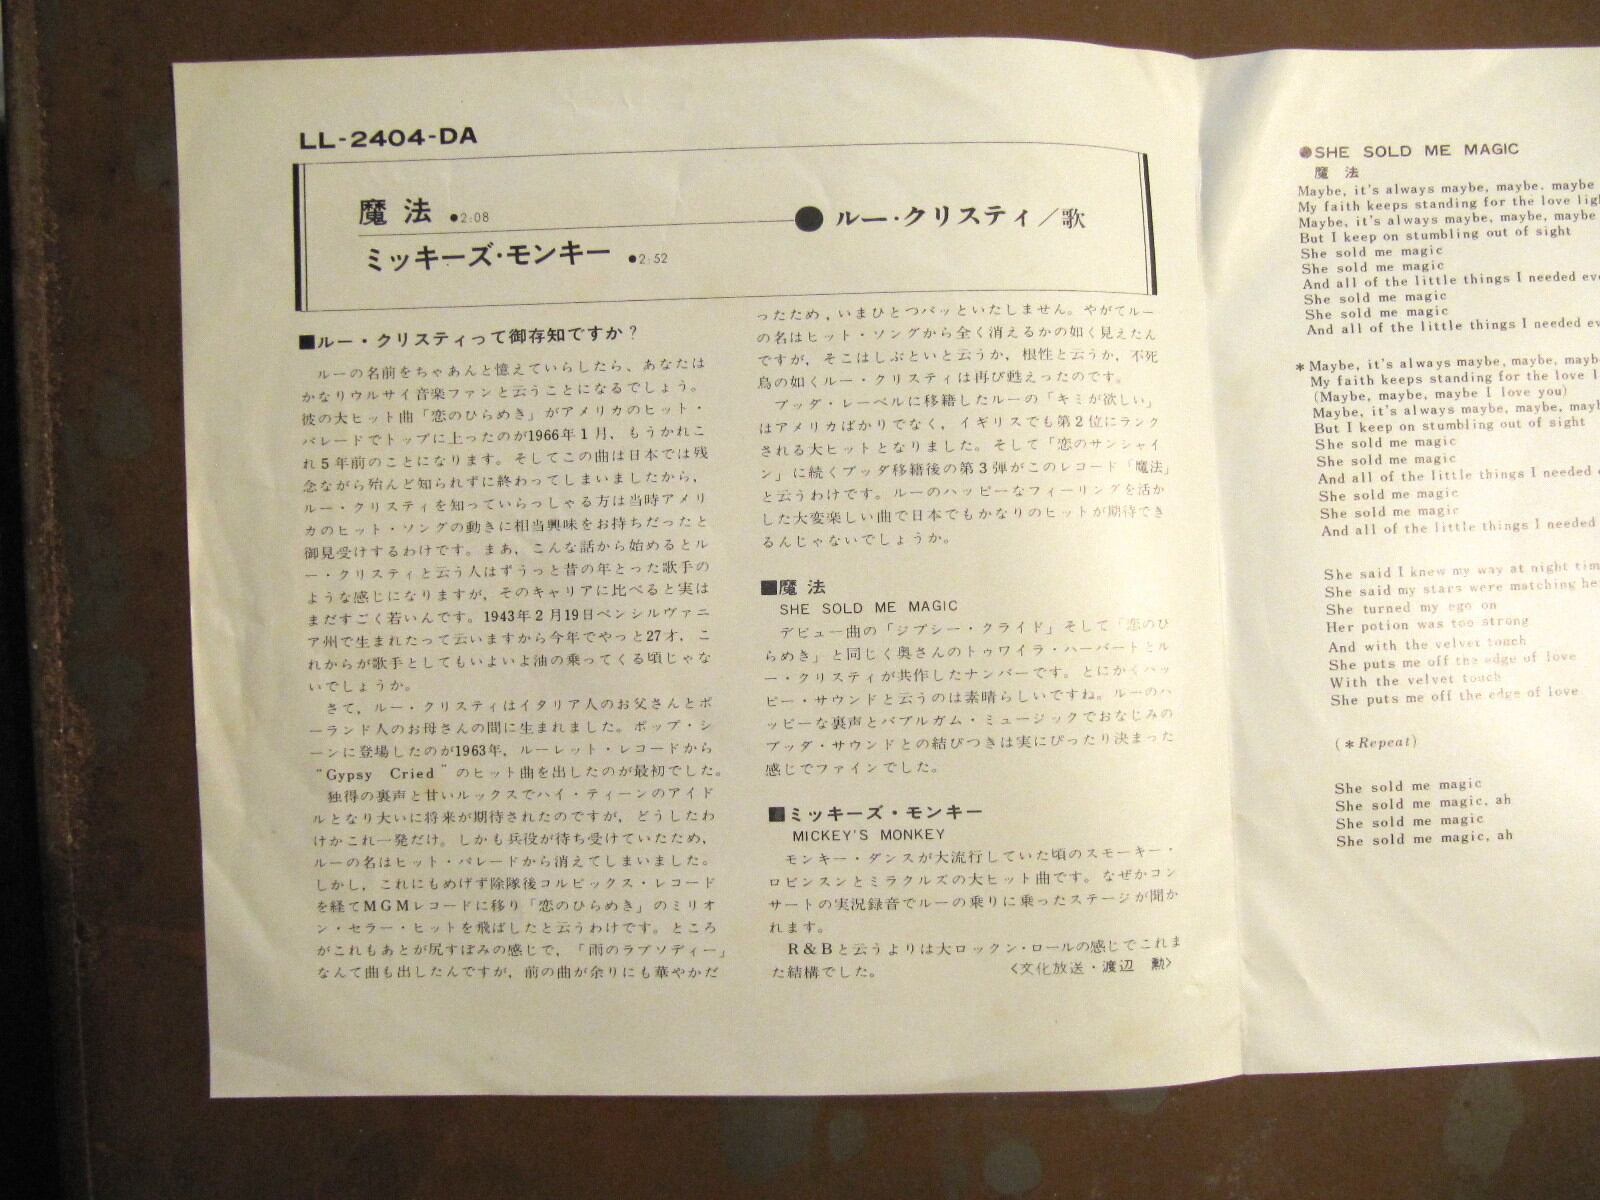 LL-2404-DA
魔法 ●2:08
ミッキーズ・モンキー ●2:52
●ルー・クリスティ／歌
■ルー・クリスティって御存知ですか？
ルーの名前をちゃあんと憶えていらしたら、あなたは
かなりウルサイ音楽ファンと云うことになるでしょう。
彼の大ヒット曲「恋のひらめき」がアメリカのヒット・
パレードでトップに上ったのが1966年1月，もうかれこ
れ5年前のことになります。そしてこの曲は日本では残
念ながら殆んど知られずに終わってしまいましたから，
ルー・クリスティを知っていらっしゃる方は当時アメリ
カのヒット・ソングの動きに相当興味をお持ちだったと
御見受けするわけです。まあ，こんな話から始めるとル
ー・クリスティと云う人はずうっと昔の年とった歌手の
ような感じになりますが，そのキャリアに比べると実は
まだすごく若いんです。1943年2月19日ペンシルヴァニ
ア州で生まれたって云いますから今年でやっと27才，こ
れからが歌手としてもいよいよ油の乗ってくる頃じゃな
いでしょうか。
さて，ルー・クリスティはイタリア人のお父さんとポ
ーランド人のお母さんの間に生まれました。ポップ・シ
ーンに登場したのが1963年，ルーレット・レコードから
"Gypsy Cried"のヒット曲を出したのが最初でした。
独得の裏声と甘いルックスでハイ・ティーンのアイド
ルとなり大いに将来が期待されたのですが，どうしたわ
けかこれ一発だけ。しかも兵役が待ち受けていたため，
ルーの名はヒット・パレードから消えてしまいました。
しかし，これにもめげず除隊後コルピックス・レコード
を経てMGMレコードに移り「恋のひらめき」のミリオ
ン・セラー・ヒットを飛ばしたと云うわけです。ところ
がこれもあとが尻すぼみの感じで，「雨のラプソディー」
なんて曲も出したんですが，前の曲が余りにも華やかだ
ったため，いまひとつパッといたしません。やがてルー
の名はヒット・ソングから全く消えるかの如く見えたん
ですが，そこはしぶといと云うか，根性と云うか，不死
鳥の如くルー・クリスティは再び甦えったのです。
ブッダ・レーベルに移籍したルーの「キミが欲しい」
はアメリカばかりでなく，イギリスでも第2位にランク
される大ヒットとなりました。そして「恋のサンシャイ
ン」に続くブッダ移籍後の第3弾がこのレコード「魔法」
と云うわけです。ルーのハッピーなフィーリングを活か
した大変楽しい曲で日本でもかなりのヒットが期待でき
るんじゃないでしょうか。
■魔法
SHE SOLD ME MAGIC
デビュー曲の「ジプシー・クライド」そして「恋のひ
らめき」と同じく奥さんのトゥワイラ・ハーバートとル
ー・クリスティが共作したナンバーです。とにかくハッ
ピー・サウンドと云うのは素晴らしいですね。ルーのハ
ッピーな裏声とバブルガム・ミュージックでおなじみの
ブッダ・サウンドとの結びつきは実にぴったり決まった
感じでファインでした。
■ミッキーズ・モンキー
MICKEY'S MONKEY
モンキー・ダンスが大流行していた頃のスモーキー・
ロビンスンとミラクルズの大ヒット曲です。なぜかコン
サートの実況録音でルーの乗りに乗ったステージが聞か
れます。
R&Bと云うよりは大ロックン・ロールの感じでこれま
た結構でした。
〈文化放送・渡辺 勲〉
●SHE SOLD ME MAGIC
魔 法
Maybe, it's always maybe, maybe. maybe
My faith keeps standing for the love
Maybe, it's always maybe, maybe, maybe
But I keep on stumbling out of sight
She sold me magic
She sold me magic
And all of the little things I needed
She sold me magic
She sold me magic
And all of the little things I needed
*Maybe, it's always maybe, maybe,
My faith keeps standing for the love
(Maybe, maybe, maybe I love you)
Maybe, it's always maybe, maybe,
But I keep on stumbling out of sight
She sold me magic
She sold me magic
And all of the little things I needed
She sold me magic
She sold me magic
And all of the little things I needed
She said I knew my way at night
She said my stars were matching
She turned my ego on
Her potion was too strong
And with the velvet touch
She puts me off the edge of love
With the velvet touch
She puts me off the edge of love
(*Repeat)
She sold me magic
She sold me magic, ah
She sold me magic
She sold me magic, ah